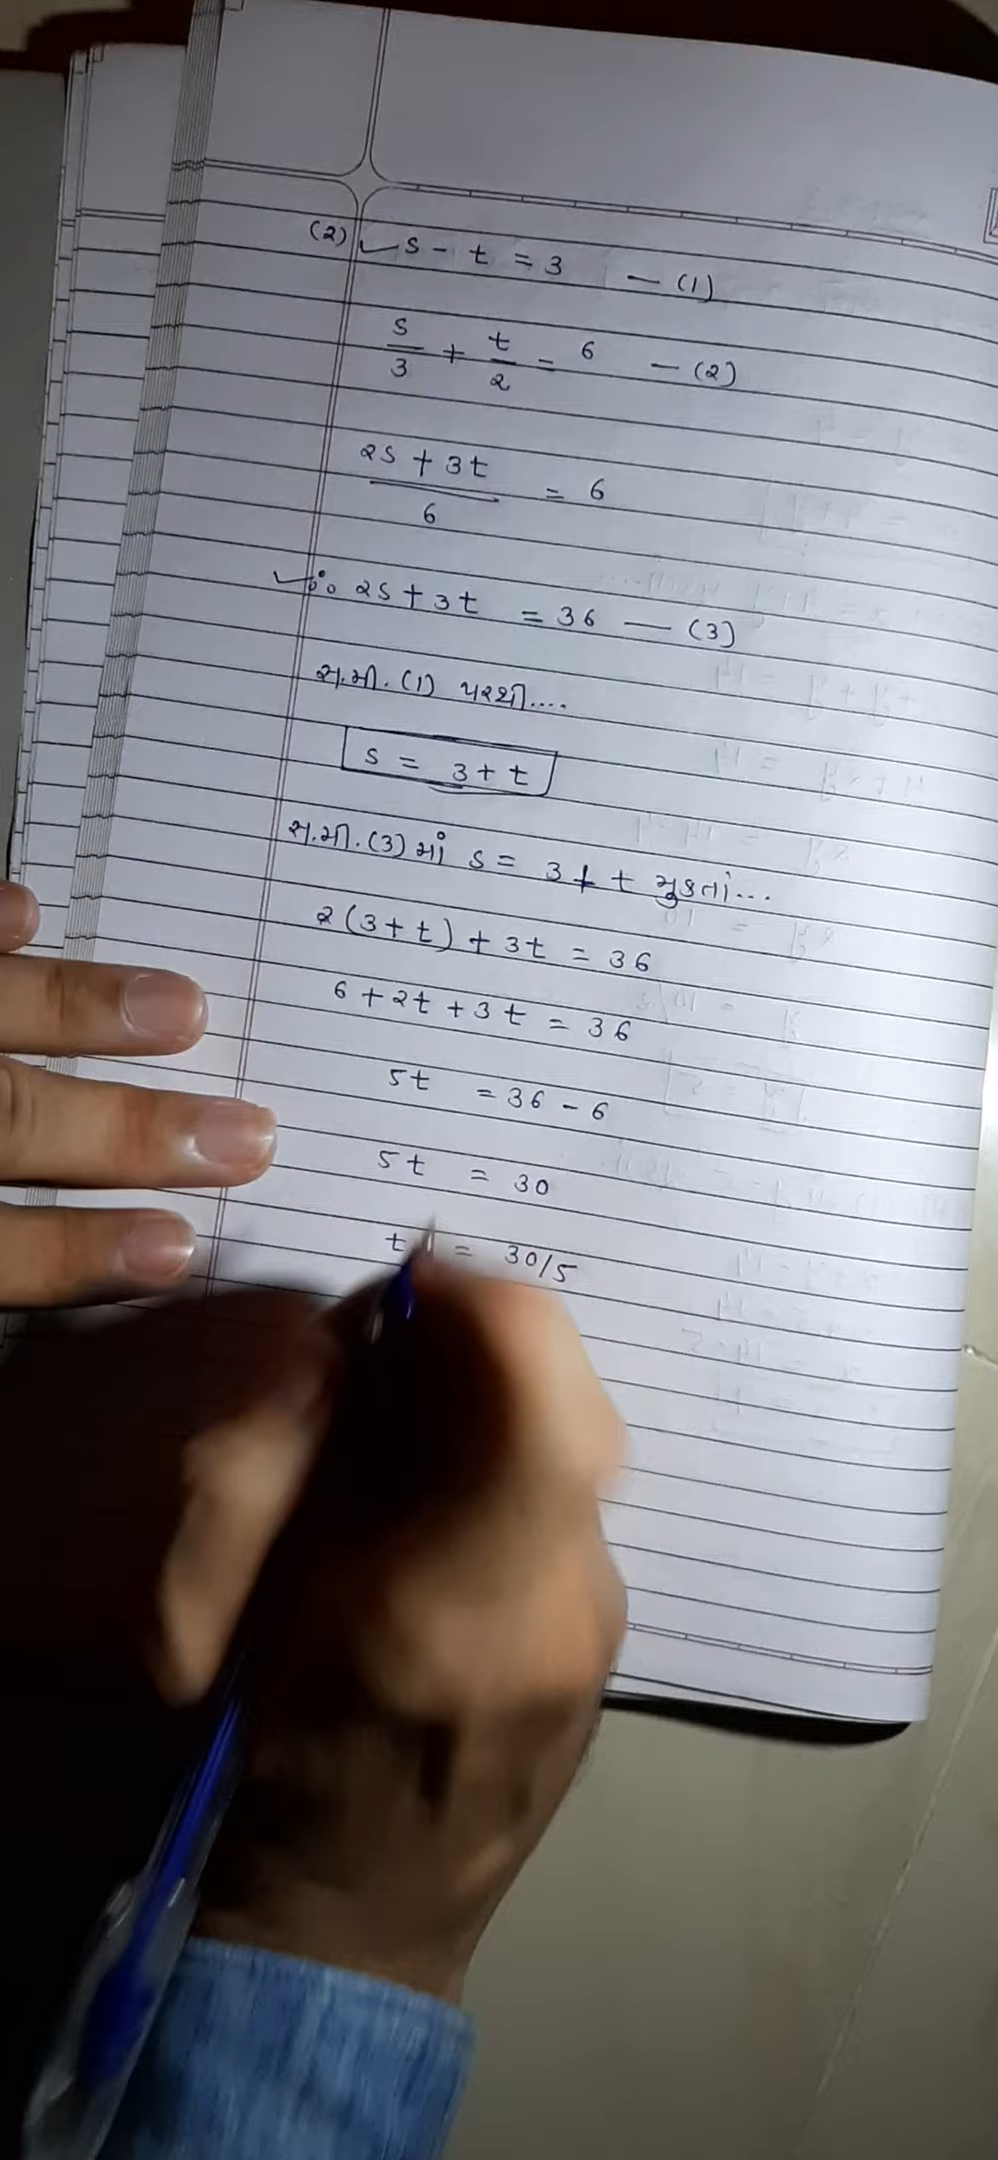 (2) s - t = 3 — (1)
s/3 + t/2 = 6 — (2)
2s + 3t / 6 = 6
∴ 2s + 3t = 36 — (3)
સ.મી. (1) પરથી....
s = 3 + t
સ.મી. (3) માં s = 3 + t મુકતાં...
2 (3 + t) + 3t = 36
6 + 2t + 3t = 36
5t = 36 - 6
5t = 30
t = 30/5